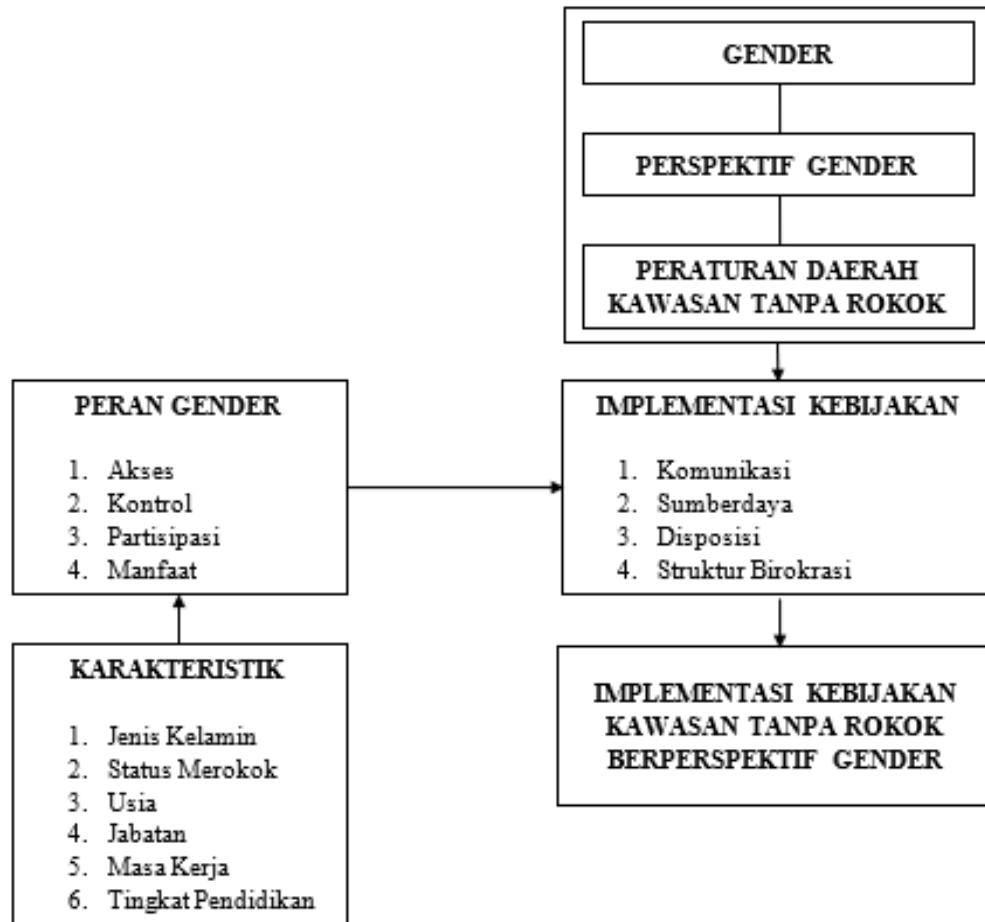 GENDER
PERSPEKTIF GENDER
PERATURAN DAERAH
KAWASAN TANPA ROKOK
PERAN GENDER
1. Akses
2. Kontrol
3. Partisipasi
4. Manfaat
IMPLEMENTASI KEBIJAKAN
1. Komunikasi
2. Sumberdaya
3. Disposisi
4. Struktur Birokrasi
KARAKTERISTIK
1. Jenis Kelamin
2. Status Merokok
3. Usia
4. Jabatan
5. Masa Kerja
6. Tingkat Pendidikan
IMPLEMENTASI KEBIJAKAN
KAWASAN TANPA ROKOK
BERPERSPEKTIF GENDER